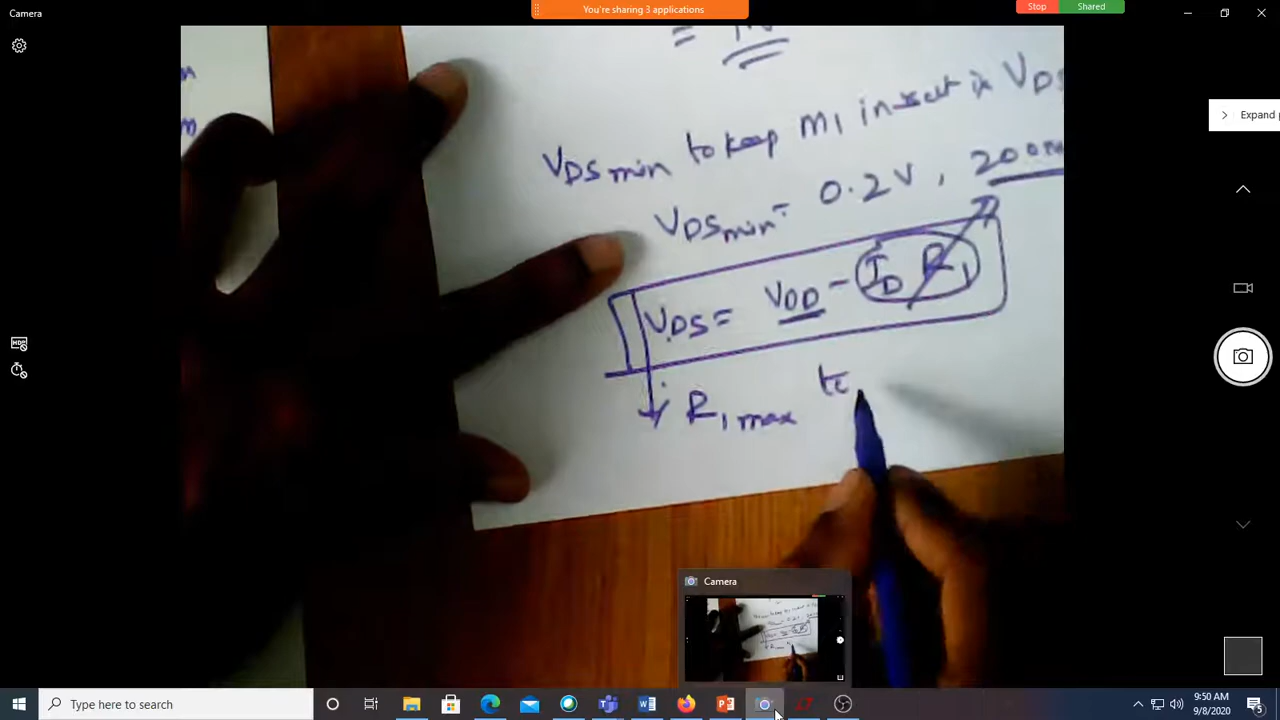 Camera
You're sharing 3 applications
Stop
Shared
Expand
VDS min to keep M1 in sat is VDS
VDSmin = 0.2V, 200m
VDS = VDD - ID R1
R1 max to
Camera
Type here to search
9:50 AM
9/8/2020